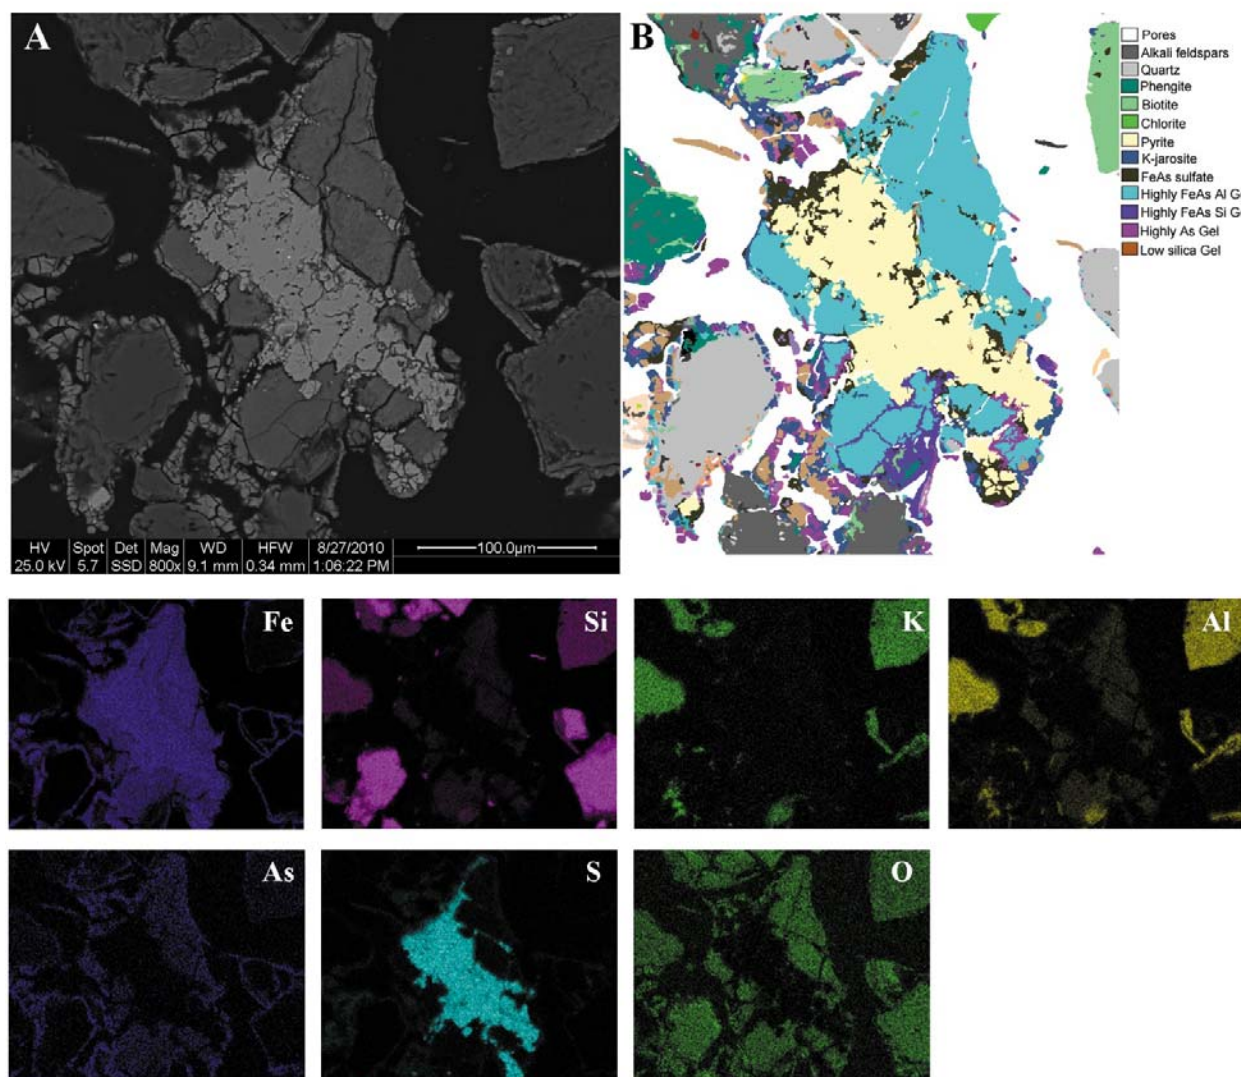 A
B
Pores
Alkali feldspars
Quartz
Phengite
Biotite
Chlorite
Pyrite
K-jarosite
FeAs sulfate
Highly FeAs Al G
Highly FeAs Si G
Highly As Gel
Low silica Gel
HV Spot Det Mag WD HFW 8/27/2010 100.0µm
25.0 kV 5.7 SSD 800x 9.1 mm 0.34 mm 1:06:22 PM
Fe Si K Al
As S O